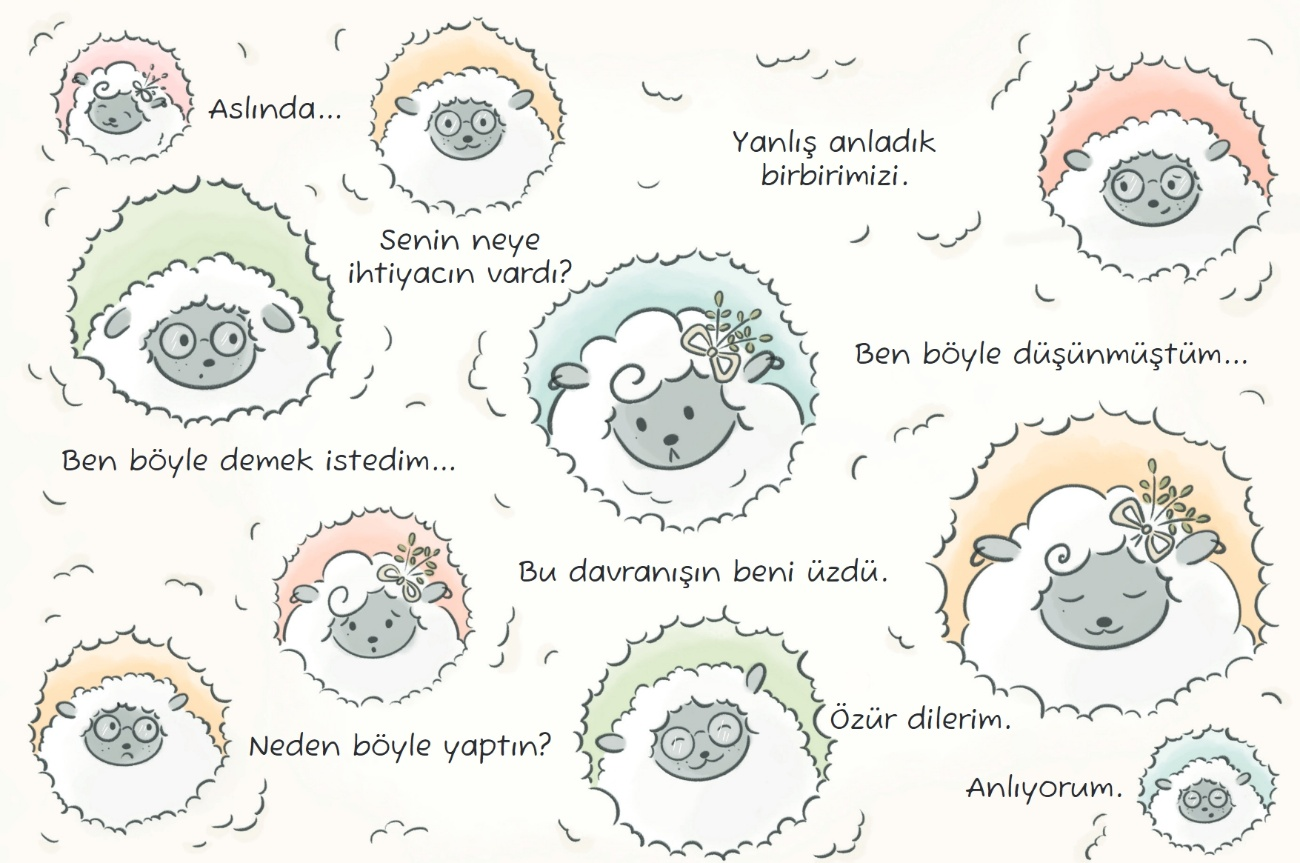 Aslında...
Yanlış anladık
birbirimizi.
Senin neye
ihtiyacın vardı?
Ben böyle düşünmüştüm...
Ben böyle demek istedim...
Bu davranışın beni üzdü.
Özür dilerim.
Neden böyle yaptın?
Anlıyorum.